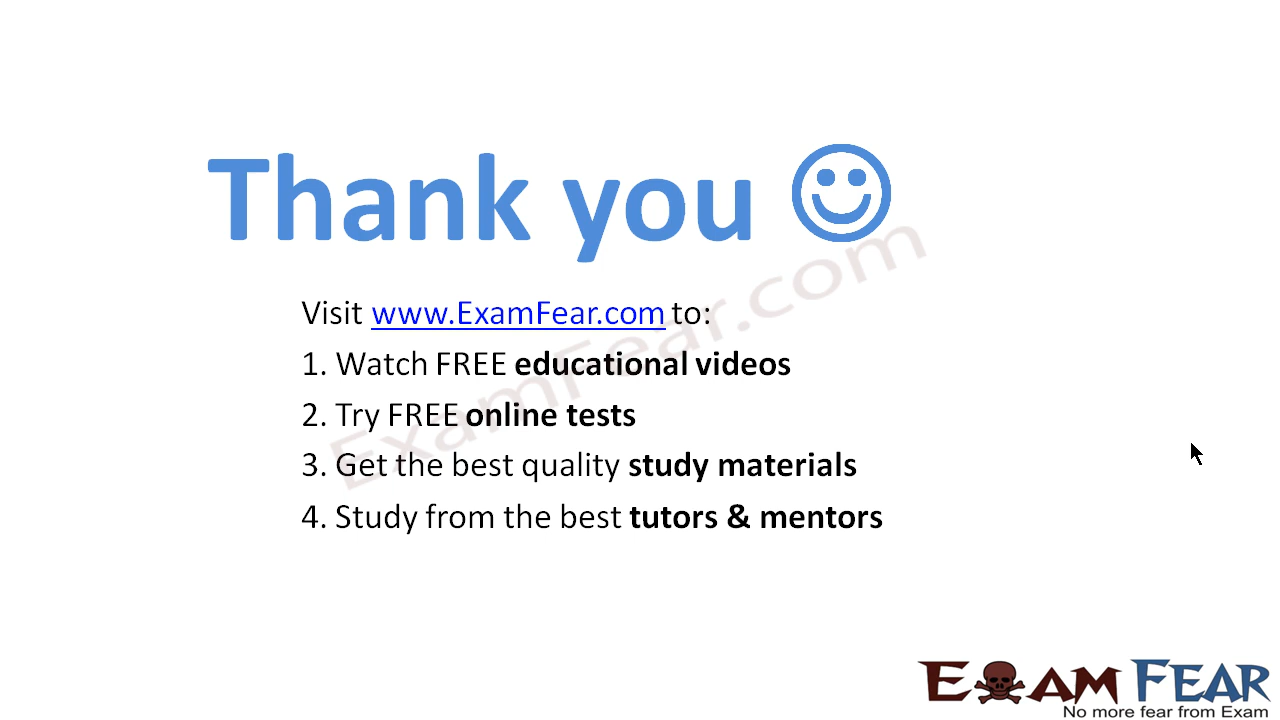 Thank you ☺
Visit www.ExamFear.com to:
1. Watch FREE educational videos
2. Try FREE online tests
3. Get the best quality study materials
4. Study from the best tutors & mentors
ExamFear.com
EXAM FEAR
No more fear from Exam